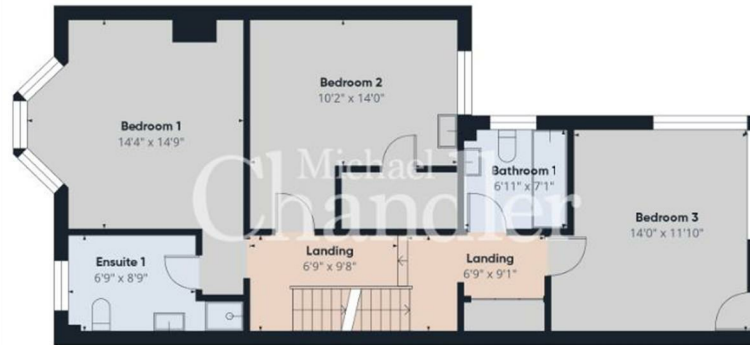 Bedroom 1
14'4" x 14'9"
Bedroom 2
10'2" x 14'0"
Bathroom 1
6'11" x 7'1"
Bedroom 3
14'0" x 11'10"
Ensuite 1
6'9" x 8'9"
Landing
6'9" x 9'8"
Landing
6'9" x 9'1"
Michael
Chandler